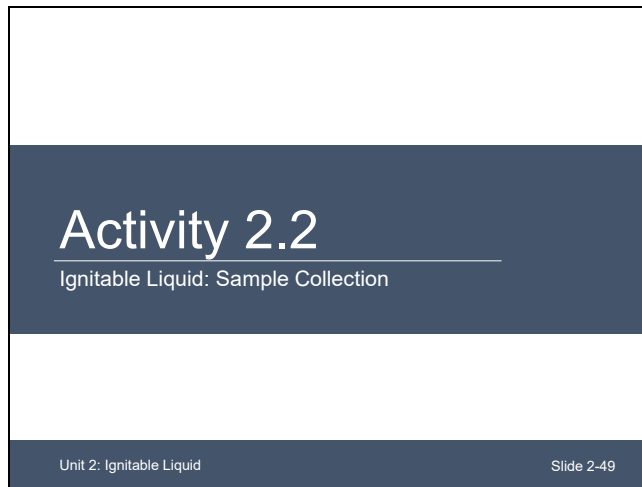 Activity 2.2
Ignitable Liquid: Sample Collection
Unit 2: Ignitable Liquid
Slide 2-49